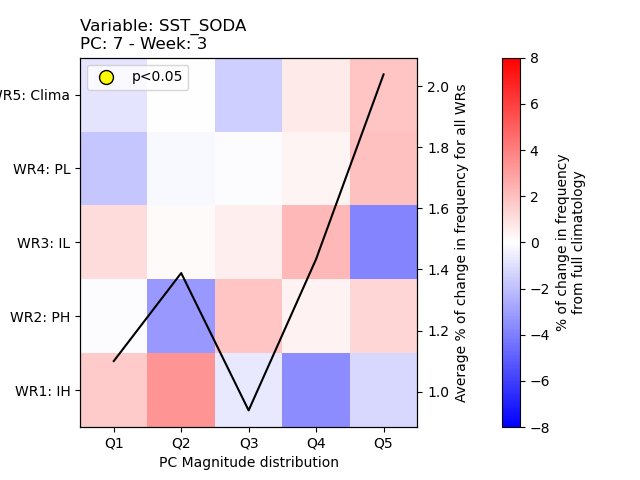 Variable: SST_SODA
PC: 7 - Week: 3
p<0.05
WR5: Clima
WR4: PL
WR3: IL
WR2: PH
WR1: IH
Q1 Q2 Q3 Q4 Q5
PC Magnitude distribution
2.0
1.8
1.6
1.4
1.2
1.0
Average % of change in frequency for all WRs
8
6
4
2
0
−2
−4
−6
−8
% of change in frequency
from full climatology